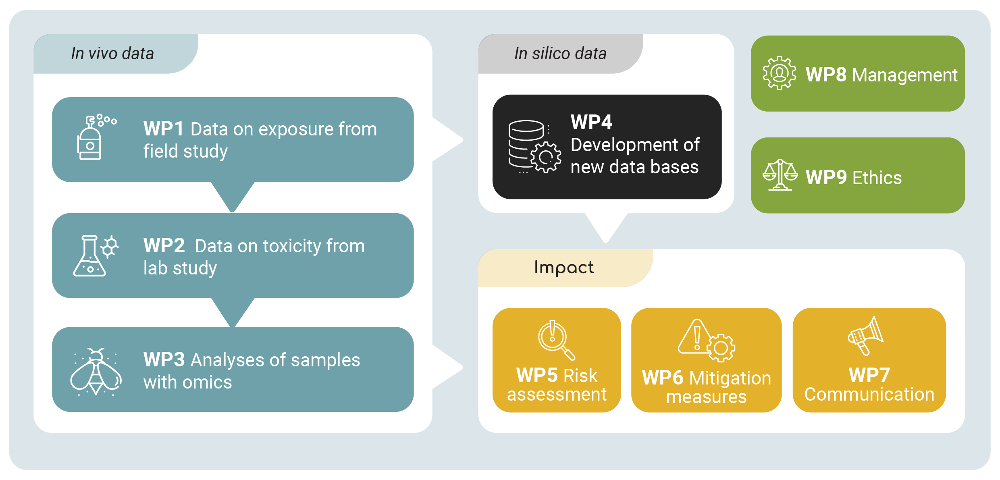 In vivo data
WP1 Data on exposure from
field study
WP2 Data on toxicity from
lab study
WP3 Analyses of samples
with omics
In silico data
WP4
Development of
new data bases
WP8 Management
WP9 Ethics
Impact
WP5 Risk
assessment
WP6 Mitigation
measures
WP7
Communication